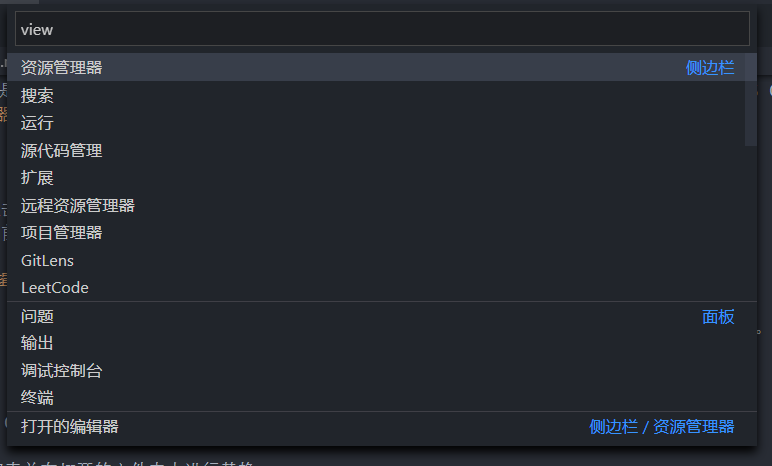 view
资源管理器 侧边栏
搜索
运行
源代码管理
扩展
远程资源管理器
项目管理器
GitLens
LeetCode
问题 面板
输出
调试控制台
终端
打开的编辑器 侧边栏 / 资源管理器